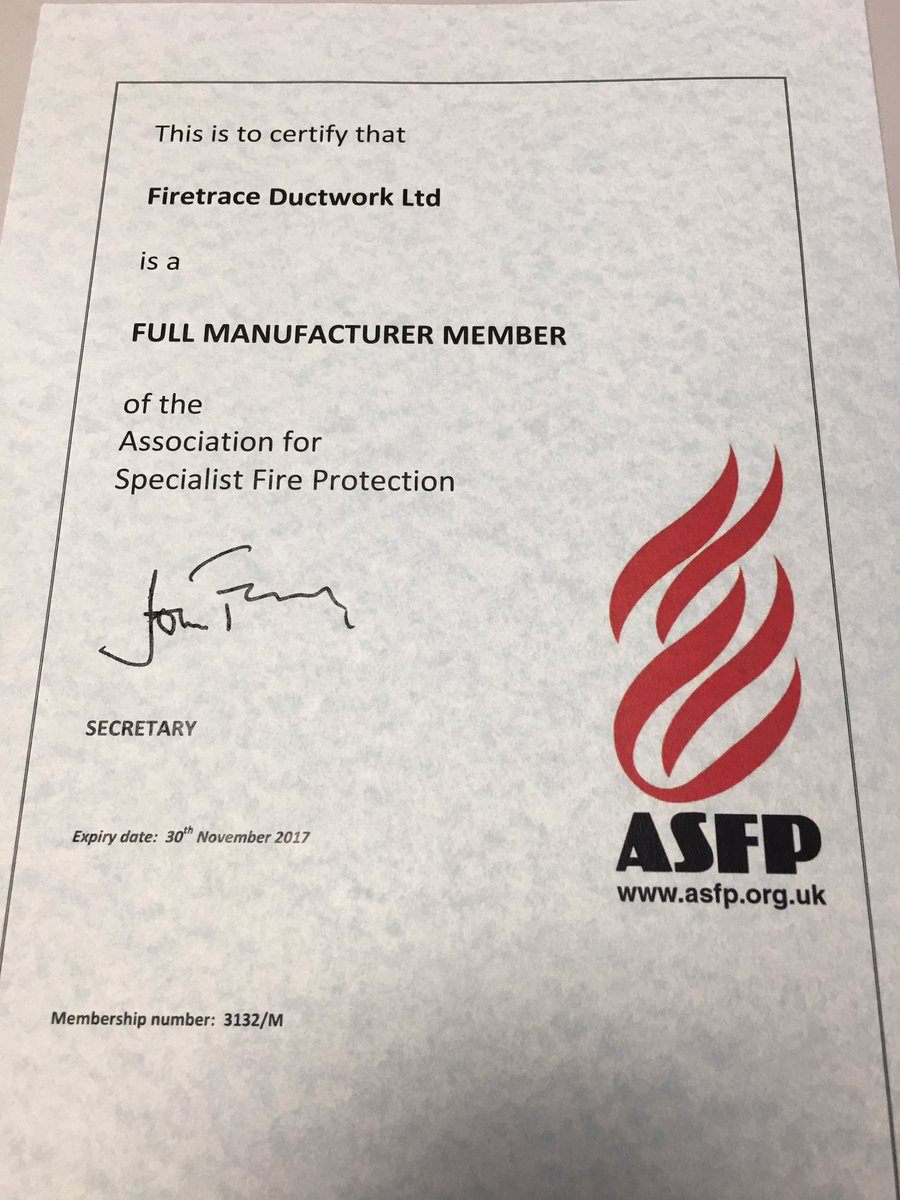 This is to certify that
Firetrace Ductwork Ltd
is a
FULL MANUFACTURER MEMBER
of the
Association for
Specialist Fire Protection
SECRETARY
Expiry date: 30th November 2017
ASFP
www.asfp.org.uk
Membership number: 3132/M